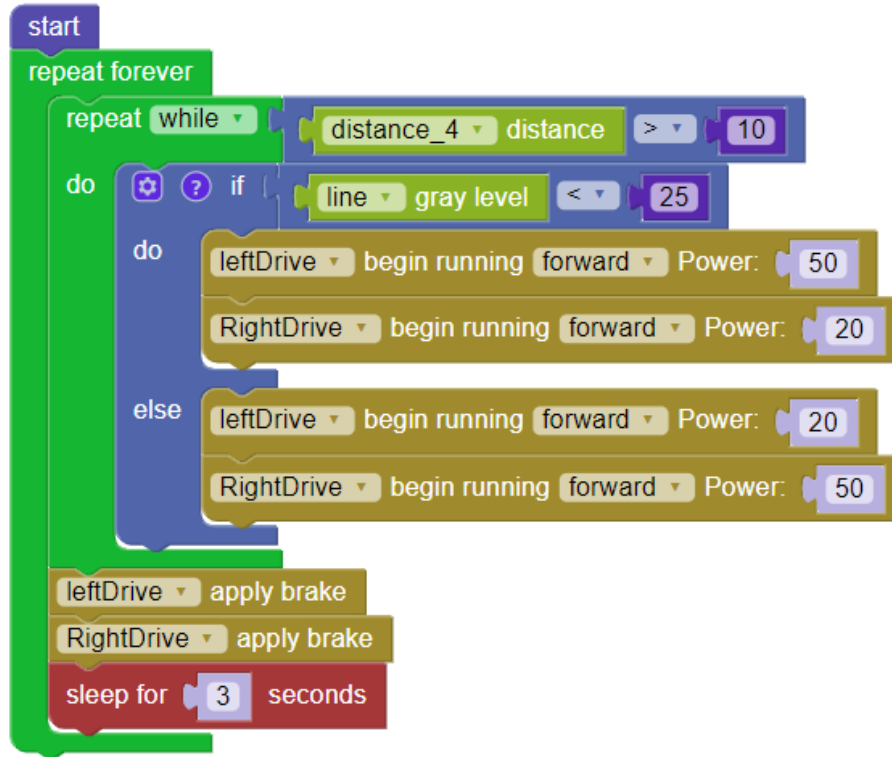 start
repeat forever
repeat while distance_4 distance > 10
do ? if line gray level < 25
do leftDrive begin running forward Power: 50
RightDrive begin running forward Power: 20
else leftDrive begin running forward Power: 20
RightDrive begin running forward Power: 50
leftDrive apply brake
RightDrive apply brake
sleep for 3 seconds